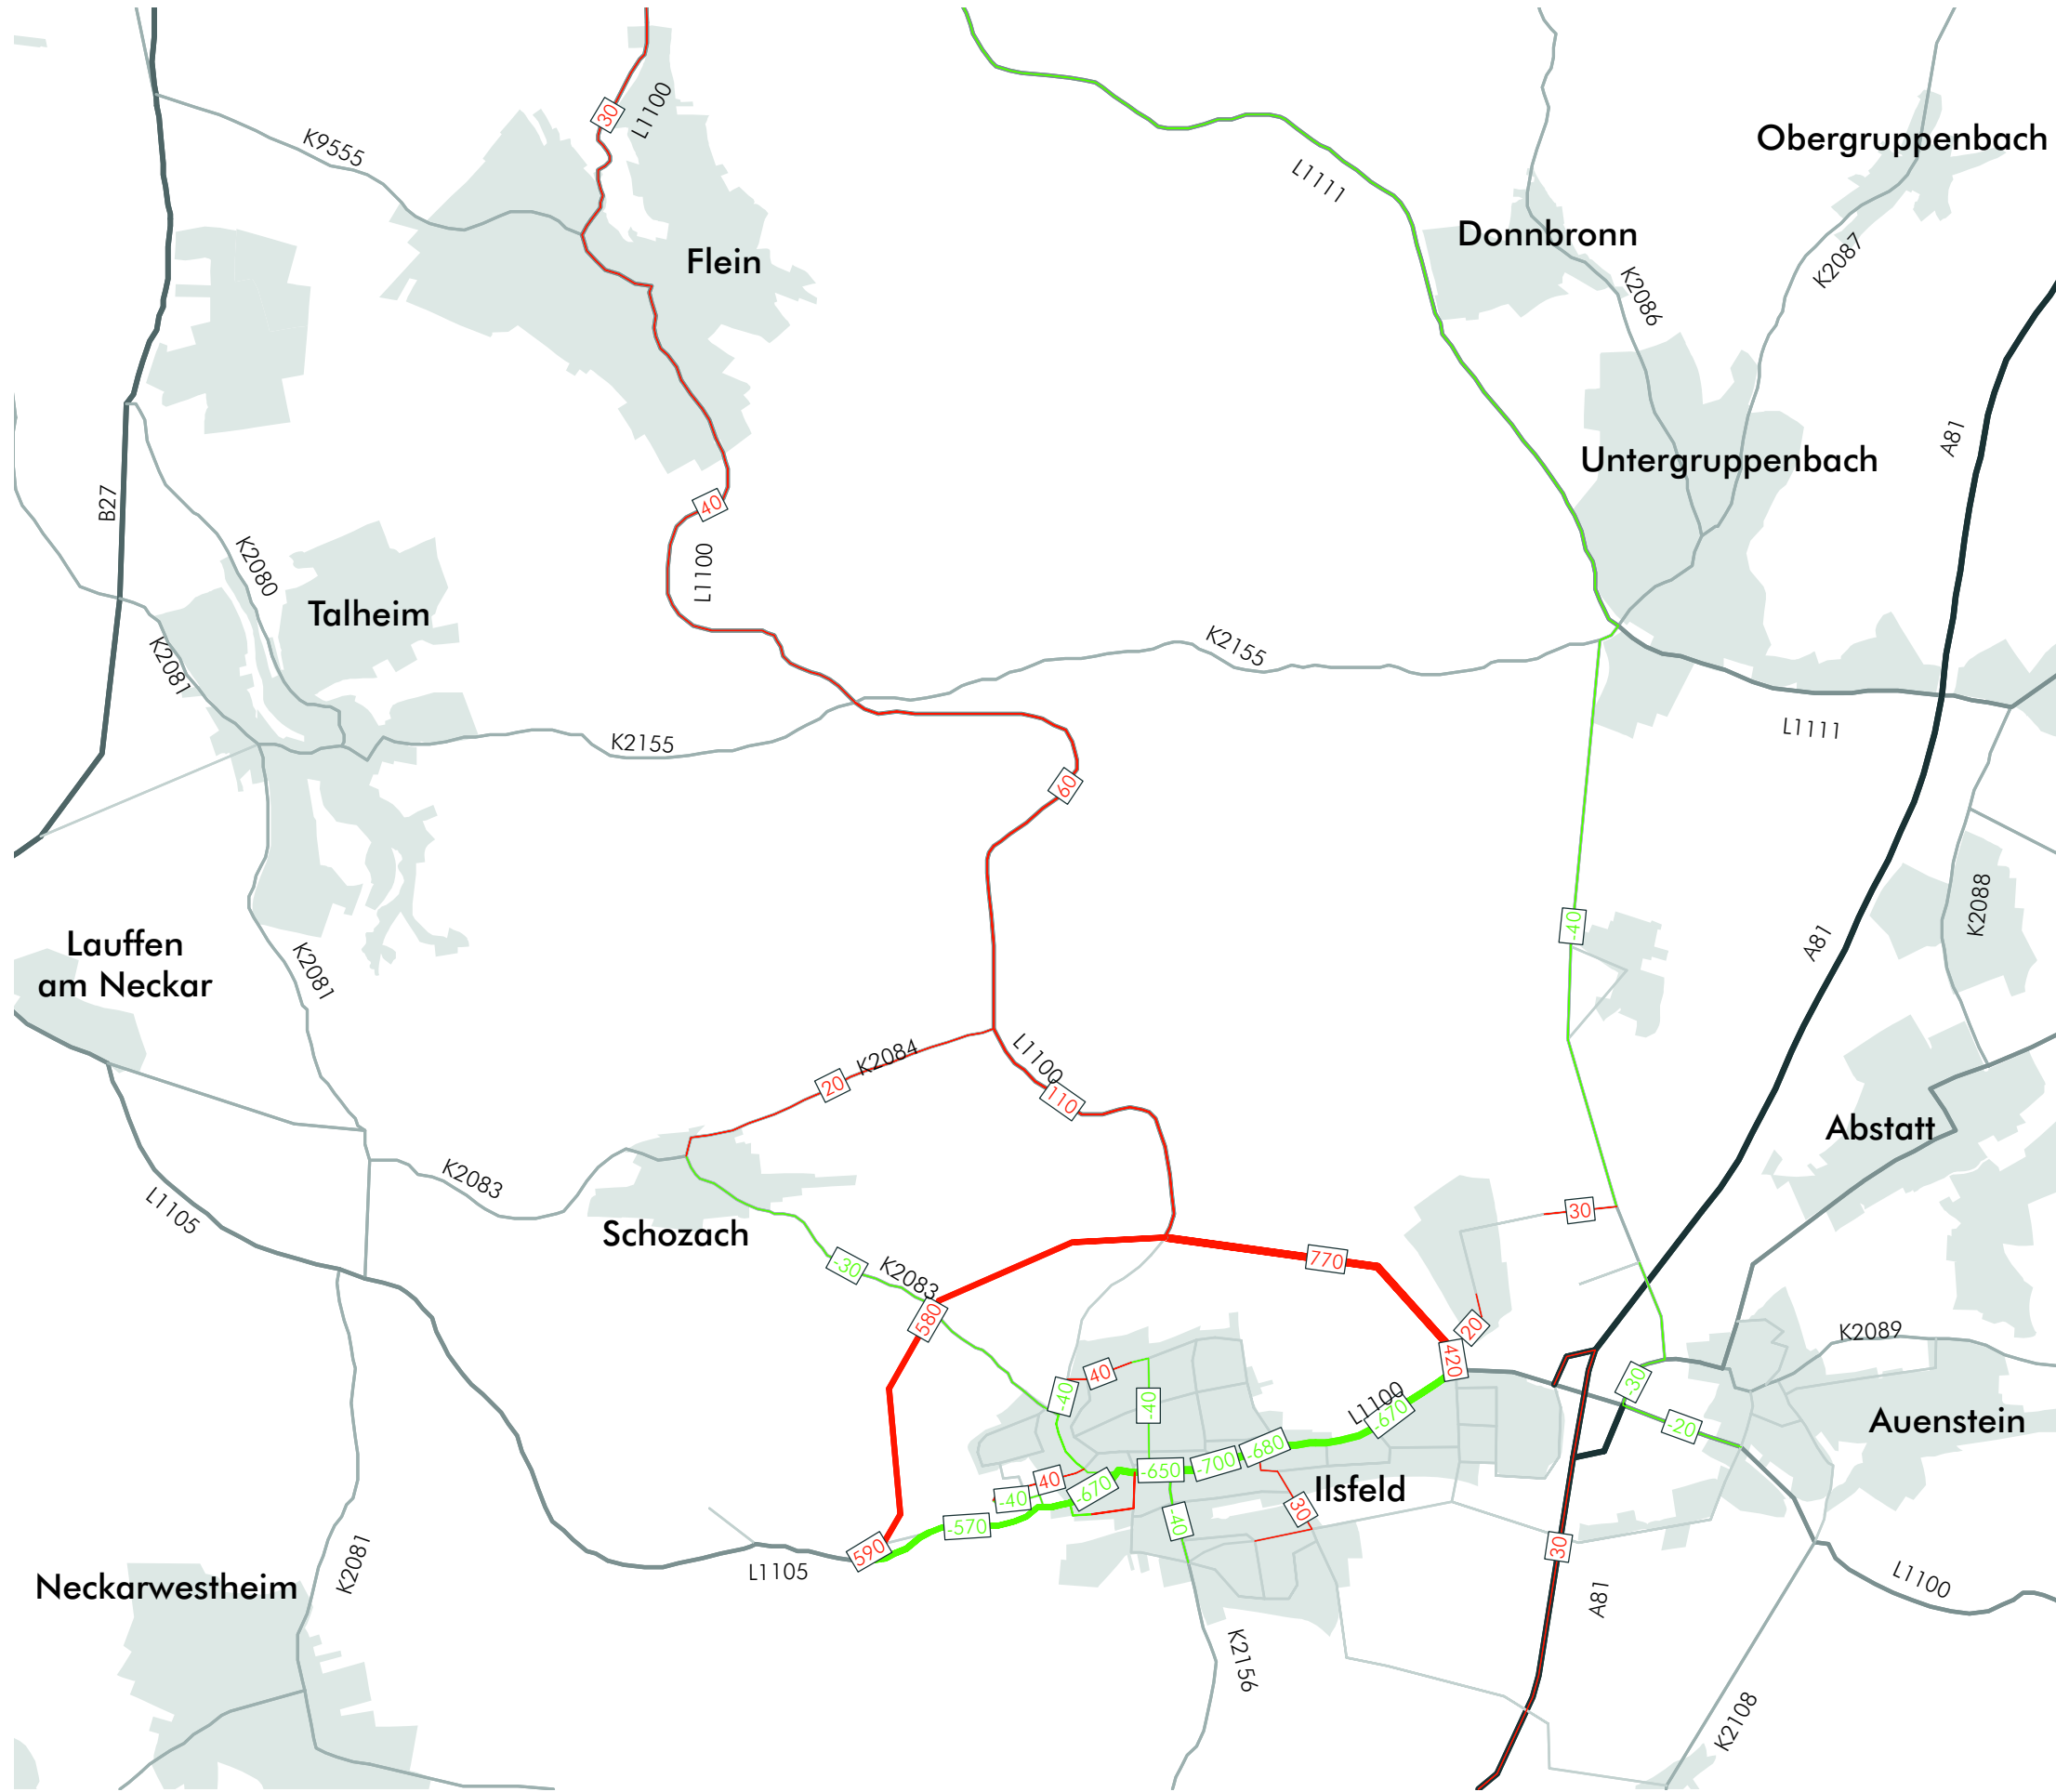 L1100
30
Obergruppenbach
K9555
L1111
Donnbronn
K2087
Flein
K2086
A81
Untergruppenbach
B27
40
K2080
L1100
Talheim
K2155
K2081
L1111
K2155
60
K2088
-40
A81
Lauffen
am Neckar
K2081
L1100
K2084
20
110
Abstatt
K2083
L1105
30
Schozach
770
-30
K2083
580
20
K2089
420
40
-30
-40
-40
L1100
-670
Auenstein
-20
-680
-700
-650
40
-670
-40
Ilsfeld
30
-40
-570
590
30
L1105
K2081
Neckarwestheim
A81
L1100
K2156
K2108